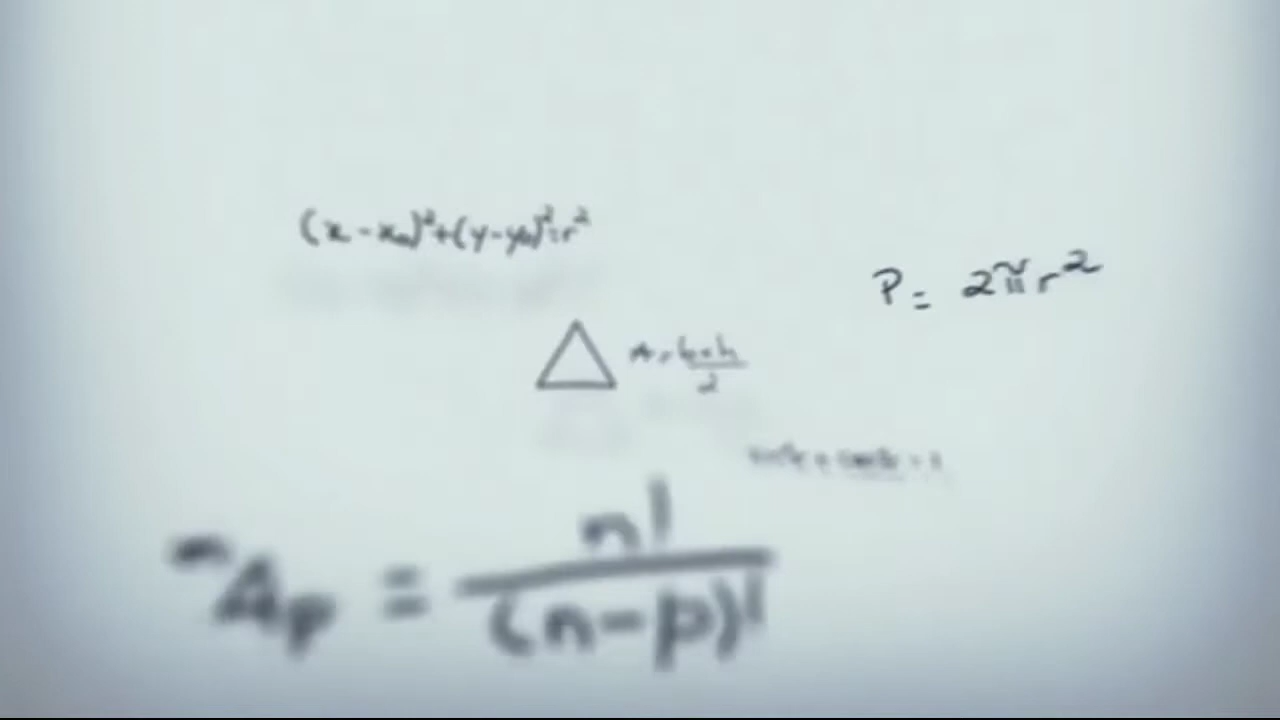 (x - x₀)²+(y-y₀)²=r²
P = 2πr²
A = b×h/2
ⁿAₚ = n!/(n-p)!